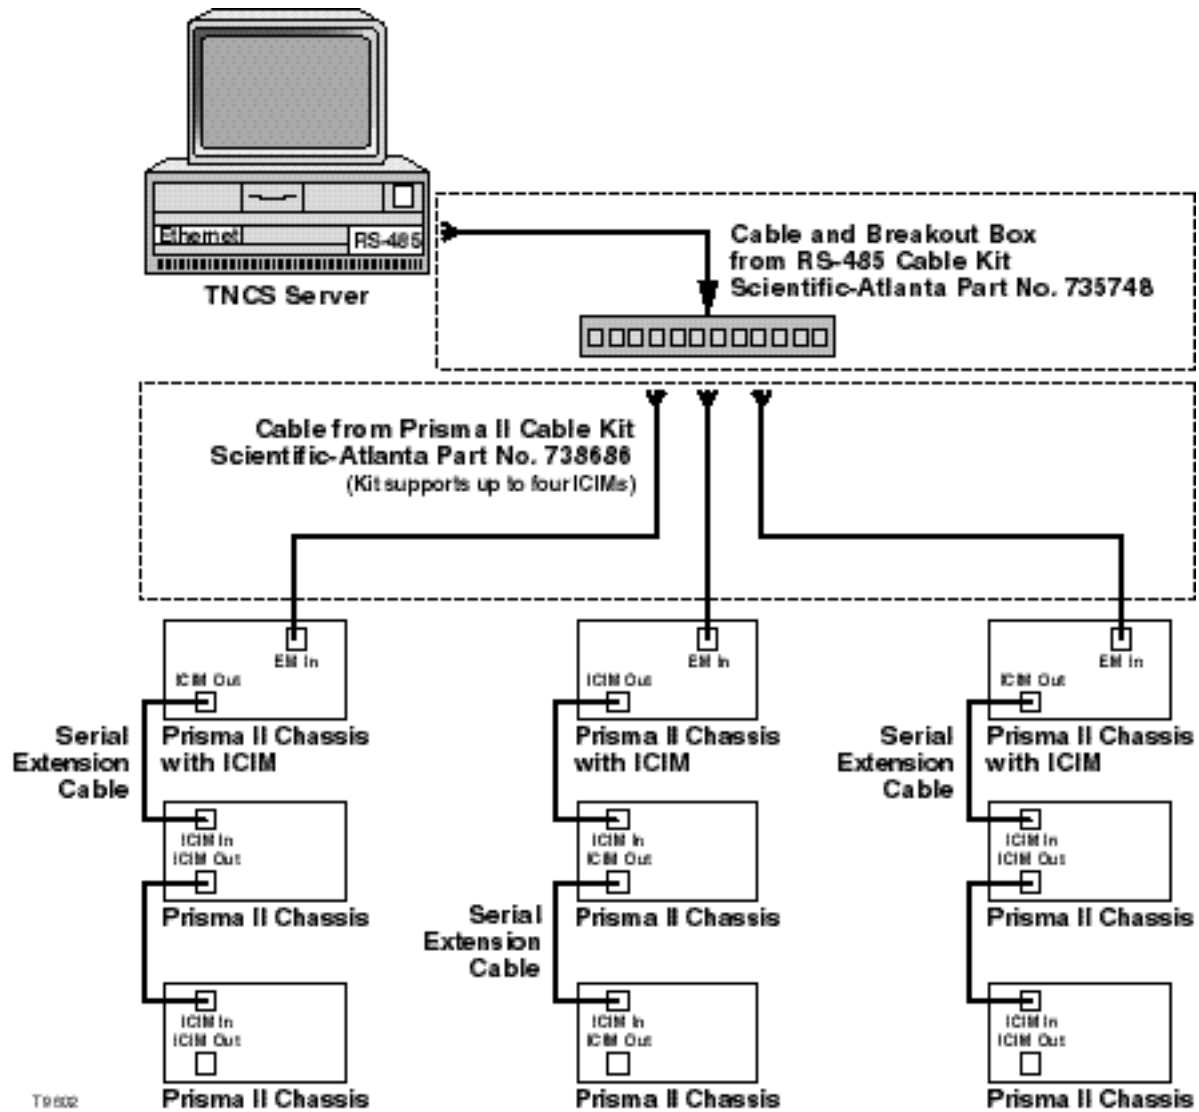 Ethernet
RS-485
TNCS Server
Cable and Breakout Box
from RS-485 Cable Kit
Scientific-Atlanta Part No. 735748
Cable from Prisma II Cable Kit
Scientific-Atlanta Part No. 738686
(Kit supports up to four ICIMs)
EM In
ICIM Out
Prisma II Chassis
with ICIM
Serial
Extension
Cable
ICIM In
ICIM Out
Prisma II Chassis
ICIM In
ICIM Out
Prisma II Chassis
EM In
ICIM Out
Prisma II Chassis
with ICIM
ICIM In
ICIM Out
Prisma II Chassis
Serial
Extension
Cable
ICIM In
ICIM Out
Prisma II Chassis
EM In
ICIM Out
Prisma II Chassis
with ICIM
Serial
Extension
Cable
ICIM In
ICIM Out
Prisma II Chassis
ICIM In
ICIM Out
Prisma II Chassis